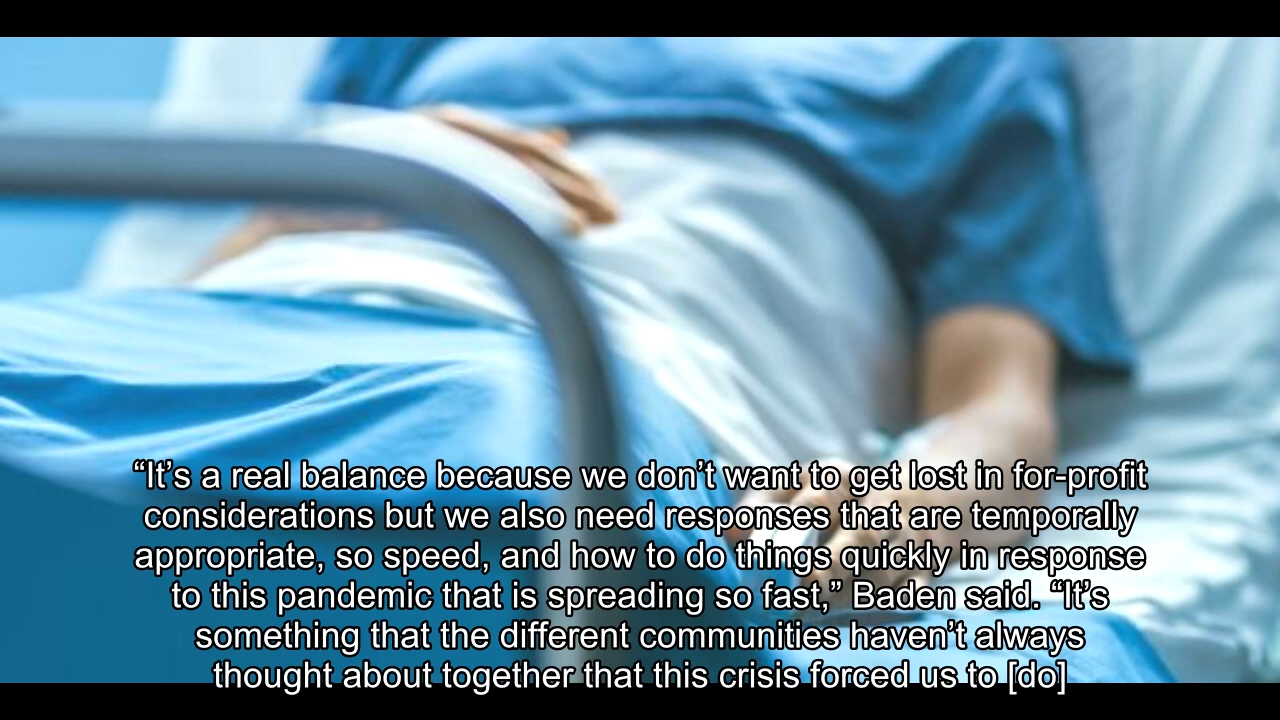 “It’s a real balance because we don’t want to get lost in for-profit
considerations but we also need responses that are temporally
appropriate, so speed, and how to do things quickly in response
to this pandemic that is spreading so fast,” Baden said. “It’s
something that the different communities haven’t always
thought about together that this crisis forced us to [do]